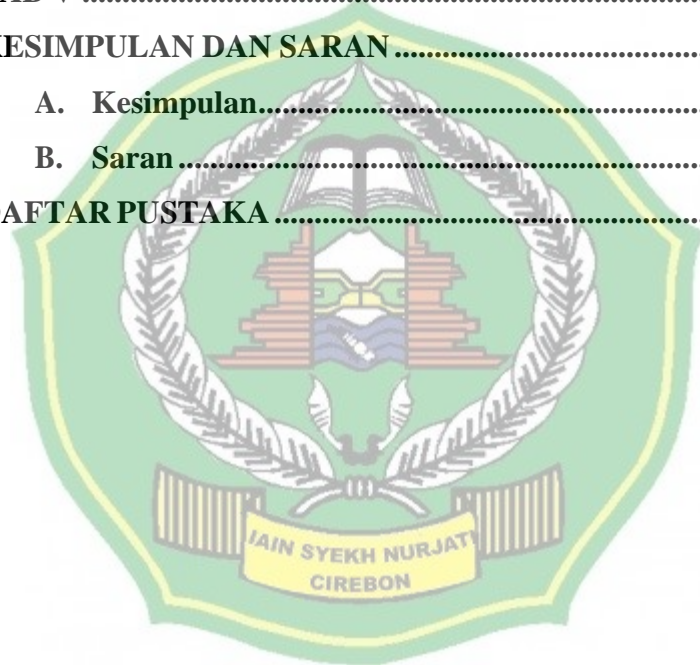 KESIMPULAN DAN SARAN ........................................
A. Kesimpulan........................................................
B. Saran ................................................................
DAFTAR PUSTAKA .....................................................
IAIN SYEKH NURJATI
CIREBON